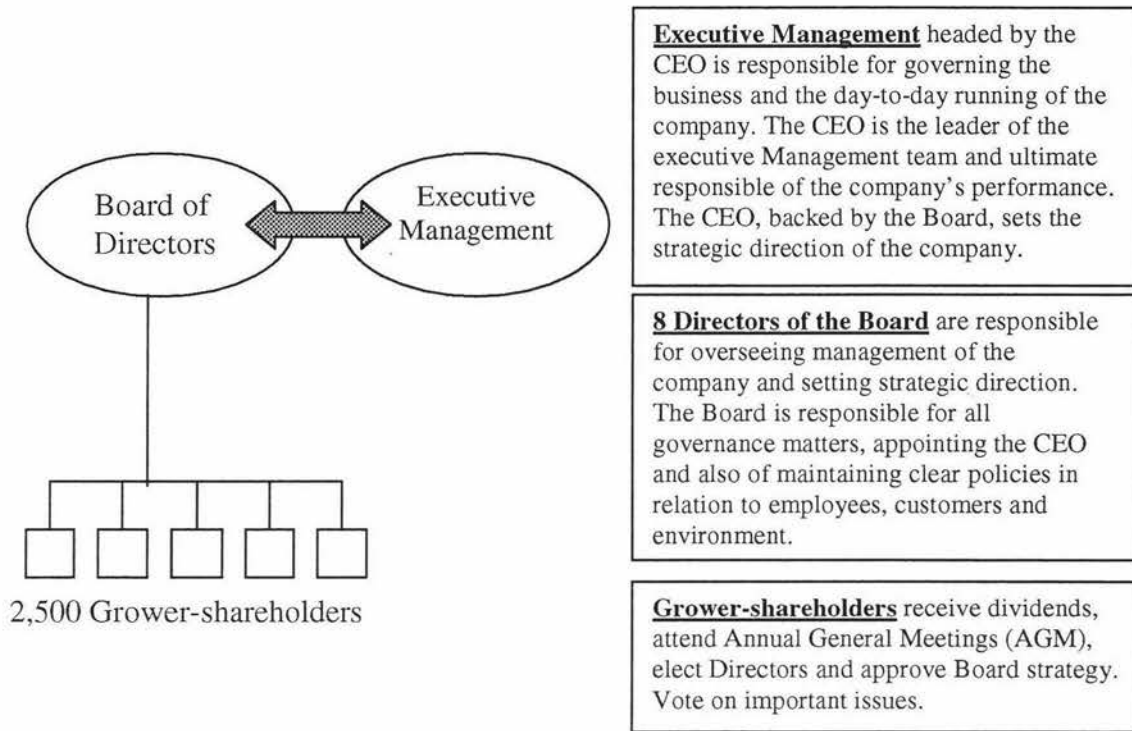 Board of
Directors
Executive
Management
2,500 Grower-shareholders
Executive Management headed by the
CEO is responsible for governing the
business and the day-to-day running of the
company. The CEO is the leader of the
executive Management team and ultimate
responsible of the company's performance.
The CEO, backed by the Board, sets the
strategic direction of the company.
8 Directors of the Board are responsible
for overseeing management of the
company and setting strategic direction.
The Board is responsible for all
governance matters, appointing the CEO
and also of maintaining clear policies in
relation to employees, customers and
environment.
Grower-shareholders receive dividends,
attend Annual General Meetings (AGM),
elect Directors and approve Board strategy.
Vote on important issues.